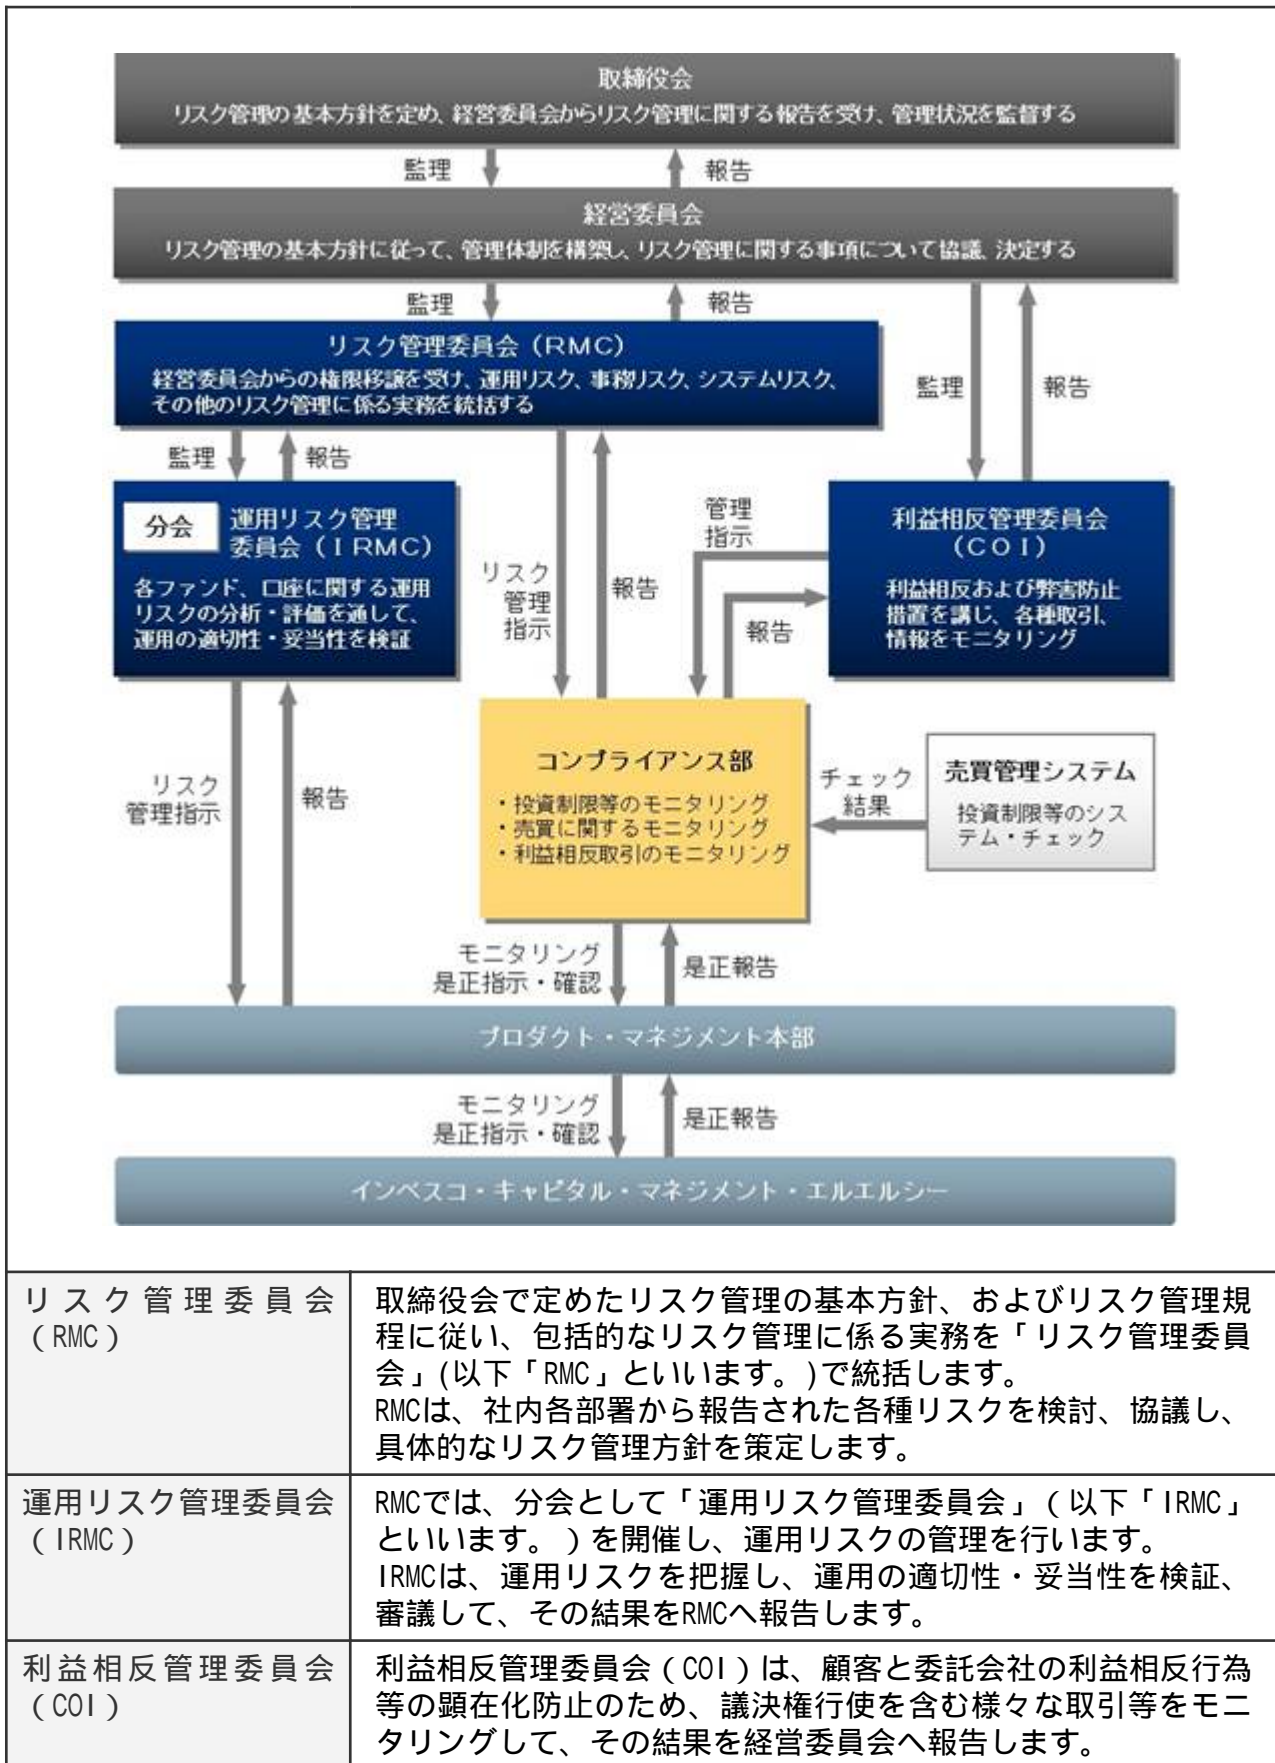 取締役会
リスク管理の基本方針を定め、経営委員会からリスク管理に関する報告を受け、管理状況を監督する
監理
報告
経営委員会
リスク管理の基本方針に従って、管理体制を構築し、リスク管理に関する事項について協議、決定する
監理
報告
リスク管理委員会（RMC）
経営委員会からの権限移譲を受け、運用リスク、事務リスク、システムリスク、
その他のリスク管理に係る実務を統括する
監理
報告
監理
報告
分会
運用リスク管理
委員会（IRMC）
各ファンド、口座に関する運用
リスクの分析・評価を通して、
運用の適切性・妥当性を検証
リスク
管理
指示
報告
管理
指示
報告
利益相反管理委員会
（COI）
利益相反および弊害防止
措置を講じ、各種取引、
情報をモニタリング
リスク
管理指示
報告
コンプライアンス部
・投資制限等のモニタリング
・売買に関するモニタリング
・利益相反取引のモニタリング
チェック
結果
売買管理システム
投資制限等のシス
テム・チェック
モニタリング
是正指示・確認
是正報告
プロダクト・マネジメント本部
モニタリング
是正指示・確認
是正報告
インベスコ・キャピタル・マネジメント・エルエルシー
リスク管理委員会
（RMC）
取締役会で定めたリスク管理の基本方針、およびリスク管理規
程に従い、包括的なリスク管理に係る実務を「リスク管理委員
会」(以下「RMC」といいます。)で統括します。
RMCは、社内各部署から報告された各種リスクを検討、協議し、
具体的なリスク管理方針を策定します。
運用リスク管理委員会
（IRMC）
RMCでは、分会として「運用リスク管理委員会」（以下「IRMC」
といいます。）を開催し、運用リスクの管理を行います。
IRMCは、運用リスクを把握し、運用の適切性・妥当性を検証、
審議して、その結果をRMCへ報告します。
利益相反管理委員会
（COI）
利益相反管理委員会（COI）は、顧客と委託会社の利益相反行為
等の顕在化防止のため、議決権行使を含む様々な取引等をモニ
タリングして、その結果を経営委員会へ報告します。